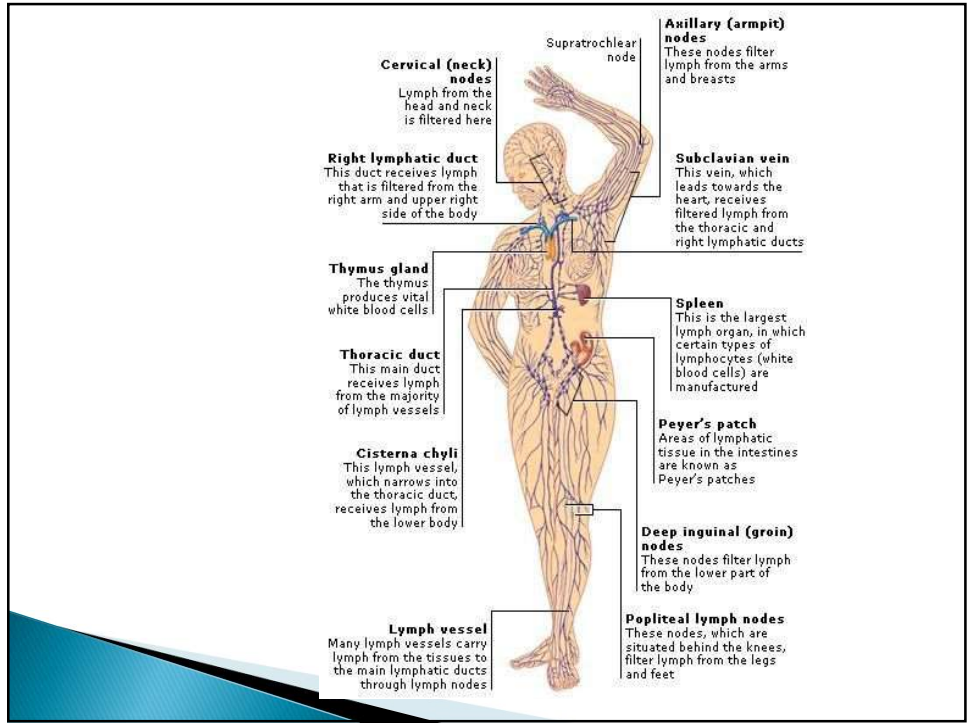 Cervical (neck)
nodes
Lymph from the
head and neck
is filtered here
Right lymphatic duct
This duct receives lymph
that is filtered from the
right arm and upper right
side of the body
Thymus gland
The thymus
produces vital
white blood cells
Thoracic duct
This main duct
receives lymph
from the majority
of lymph vessels
Cisterna chyli
This lymph vessel,
which narrows into
the thoracic duct,
receives lymph from
the lower body
Lymph vessel
Many lymph vessels carry
lymph from the tissues to
the main lymphatic ducts
through lymph nodes
Supratrochlear
node
Axillary (armpit)
nodes
These nodes filter
lymph from the arms
and breasts
Subclavian vein
This vein, which
leads towards the
heart, receives
filtered lymph from
the thoracic and
right lymphatic ducts
Spleen
This is the largest
lymph organ, in which
certain types of
lymphocytes (white
blood cells) are
manufactured
Peyer's patch
Areas of lymphatic
tissue in the intestines
are known as
Peyer's patches
Deep inguinal (groin)
nodes
These nodes filter lymph
from the lower part of
the body
Popliteal lymph nodes
These nodes, which are
situated behind the knees,
filter lymph from the legs
and feet